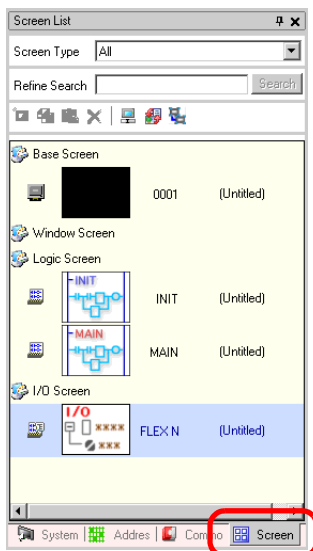 Screen List
Screen Type All
Refine Search Search
Base Screen
0001 (Untitled)
Window Screen
Logic Screen
INIT INIT (Untitled)
MAIN MAIN (Untitled)
I/O Screen
I/O
****
*** FLEX N (Untitled)
System Addres Commo Screen